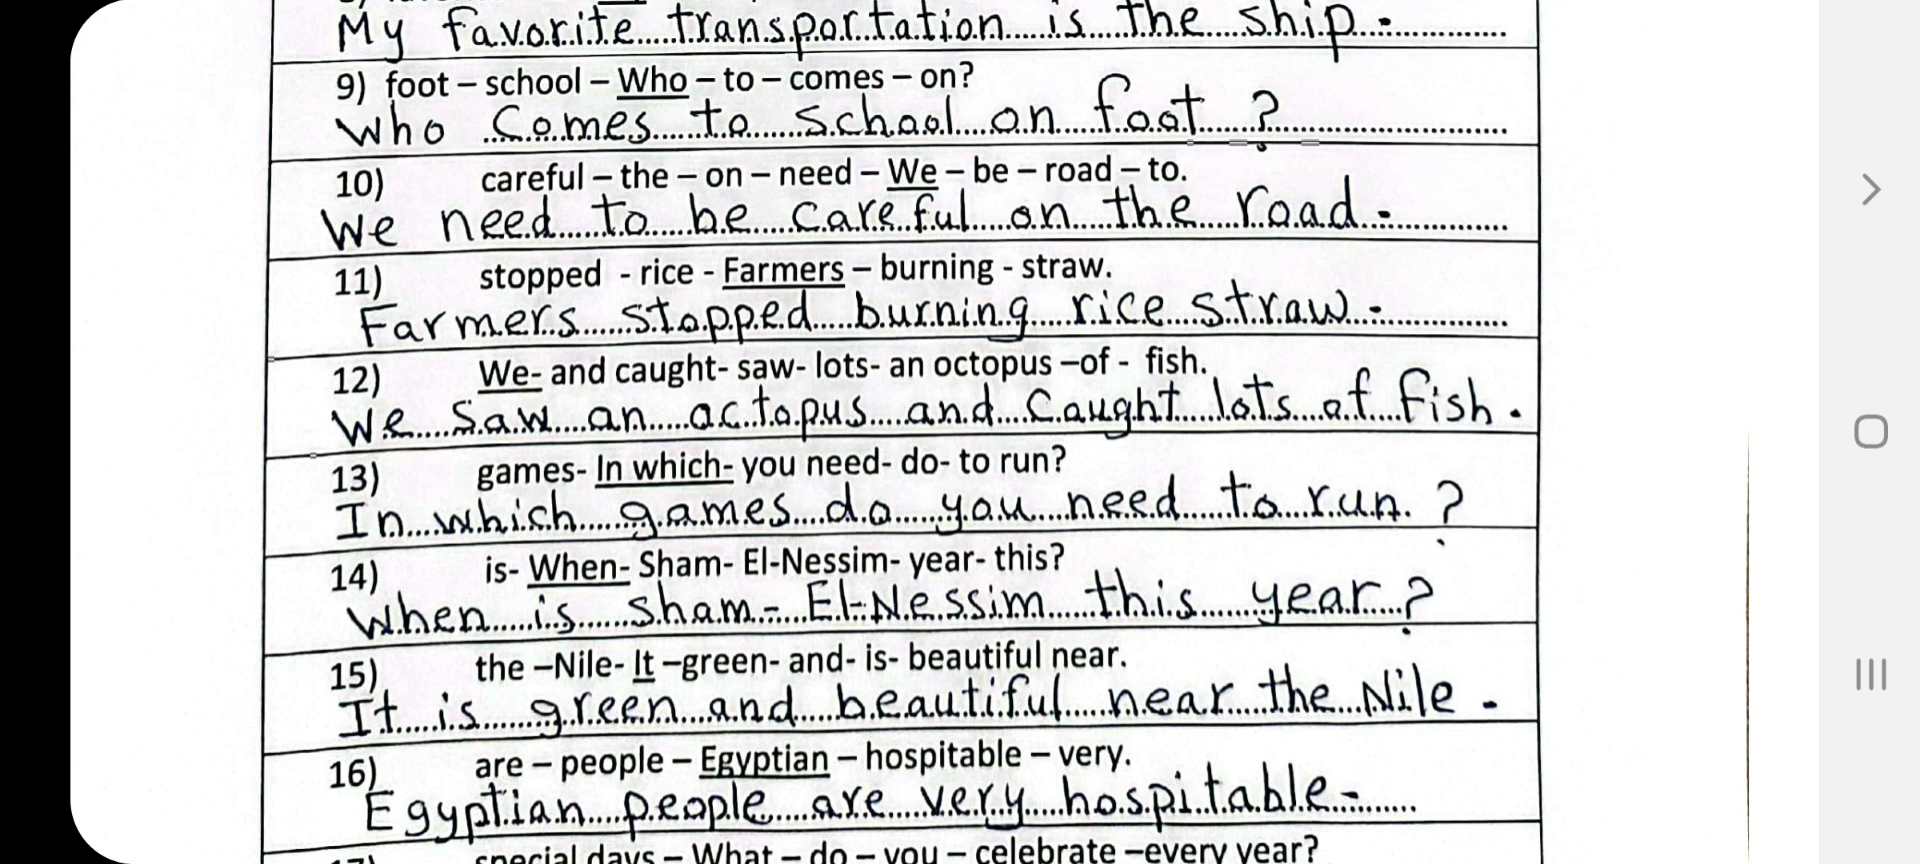 My favorite transportation is the ship.
9) foot – school – Who – to – comes – on?
Who comes to school on foot ?
10) careful – the – on – need – We – be – road – to.
We need to be careful on the road.
11) stopped - rice - Farmers – burning - straw.
Farmers stopped burning rice straw.
12) We- and caught- saw- lots- an octopus –of - fish.
We saw an octopus and caught lots of fish.
13) games- In which- you need- do- to run?
In which games do you need to run. ?
14) is- When- Sham- El-Nessim- year- this?
When is sham- El-Nessim this year ?
15) the –Nile- It –green- and- is- beautiful near.
It is green and beautiful near the Nile.
16) are – people – Egyptian – hospitable – very.
Egyptian people are very hospitable.
17) special days – What – do – you – celebrate –every year?